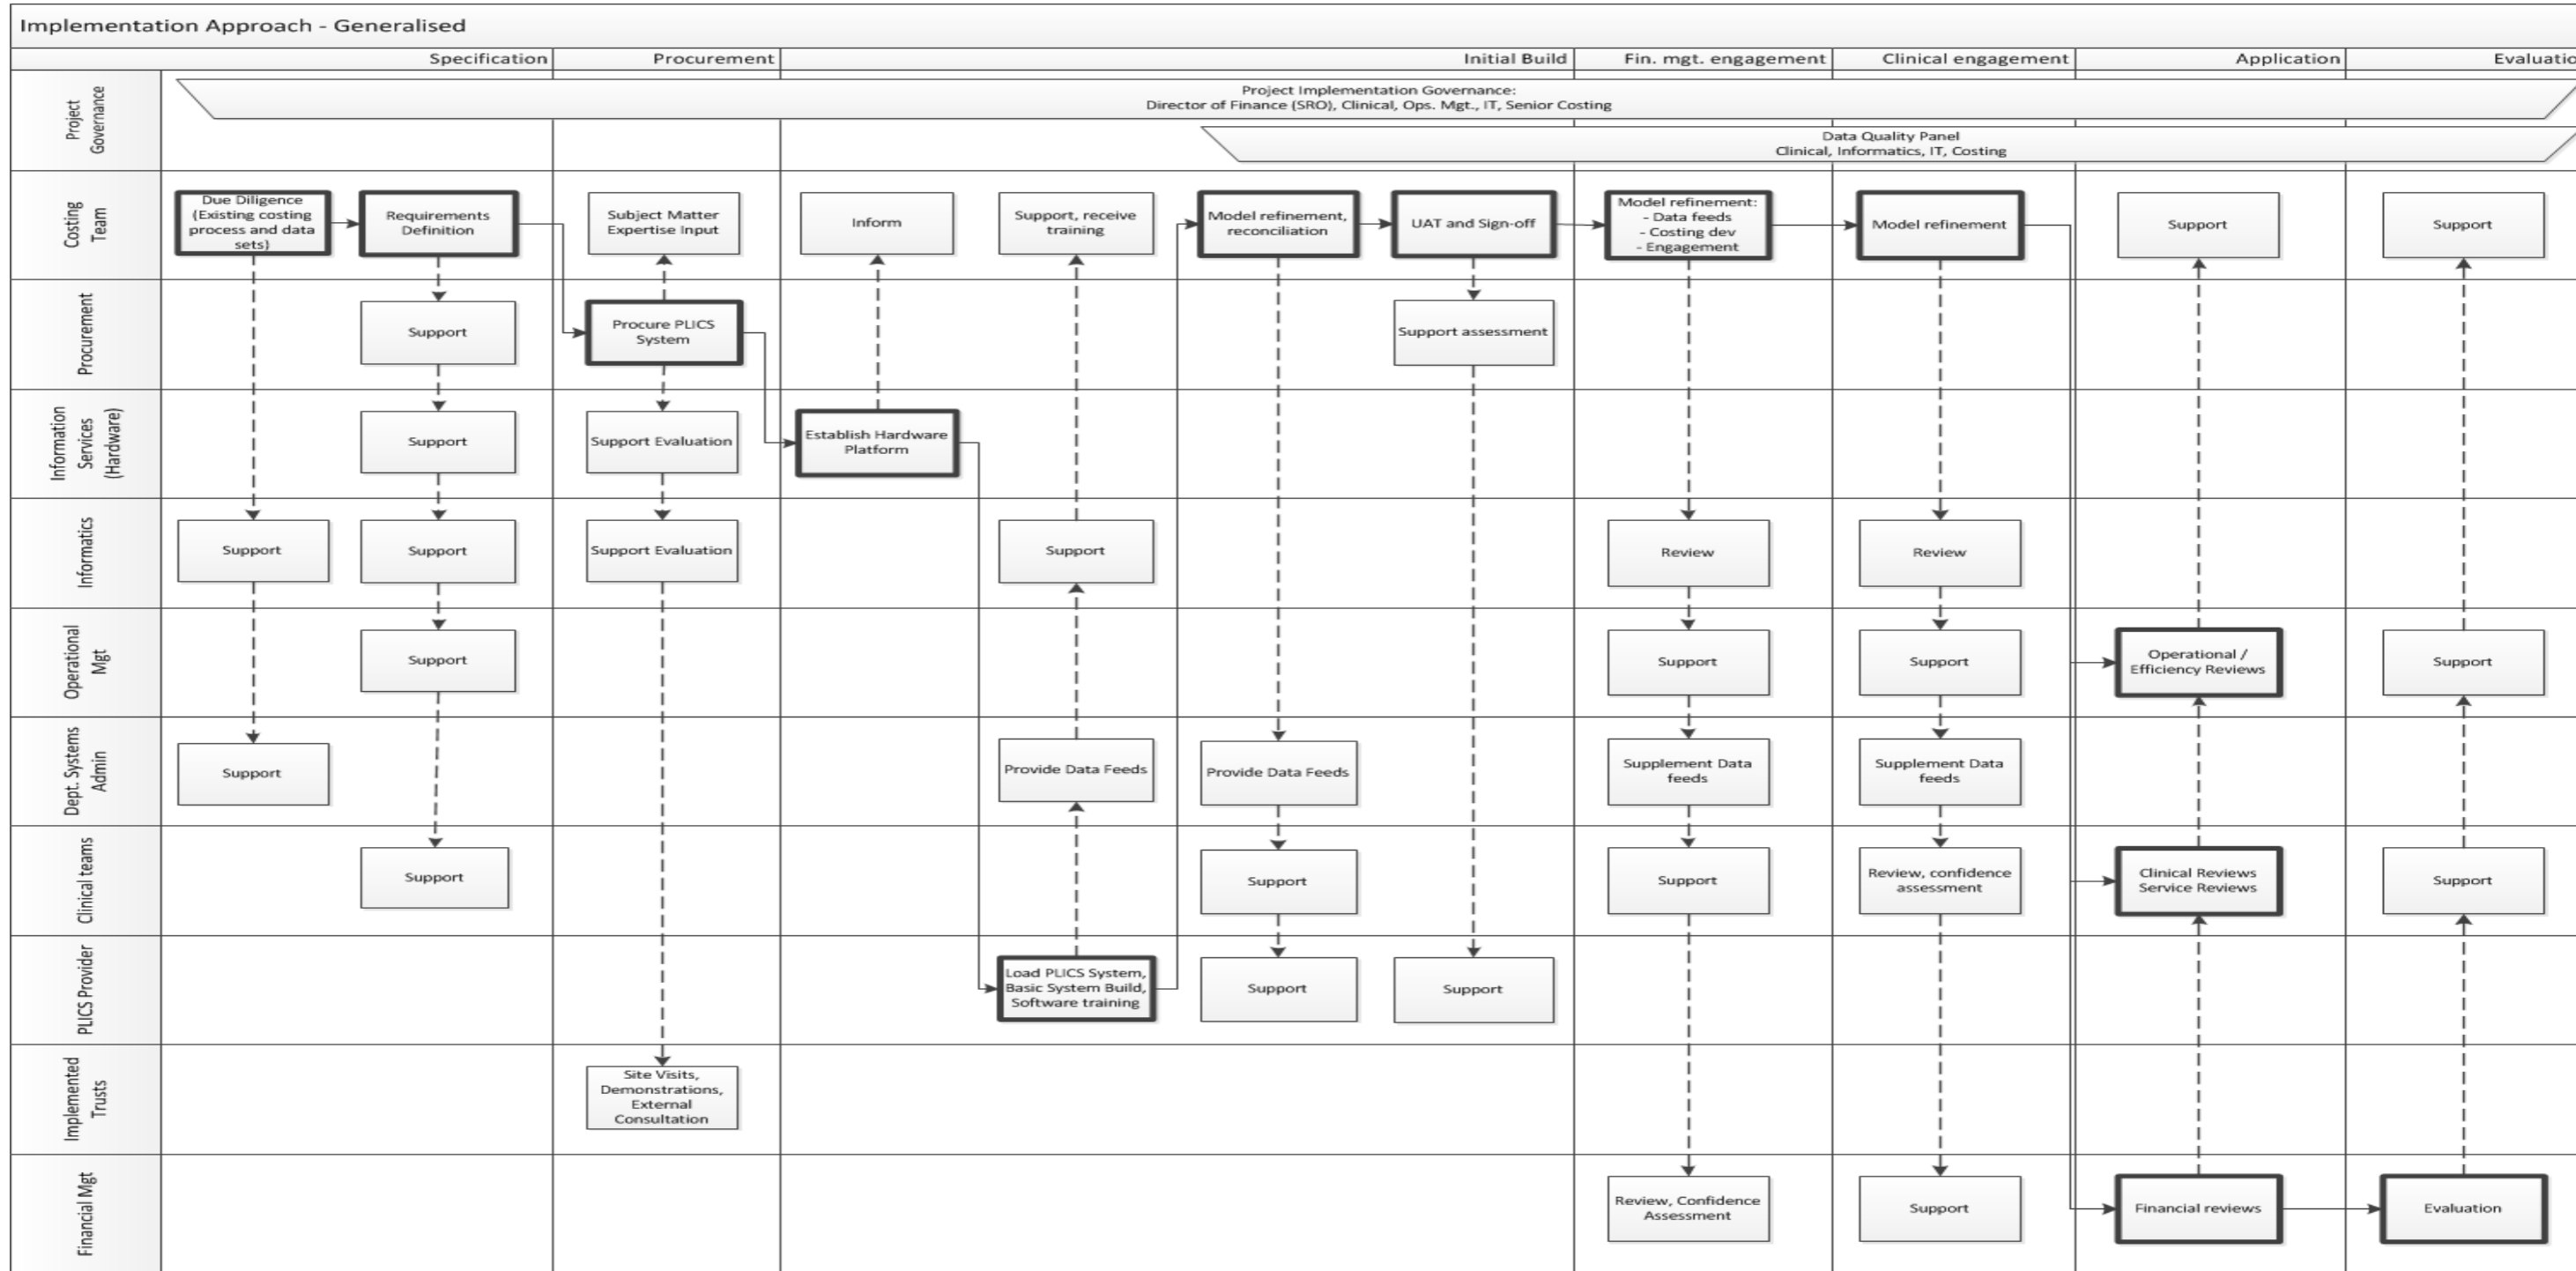 Implementation Approach - Generalised
Specification
Procurement
Initial Build
Fin. mgt. engagement
Clinical engagement
Application
Evaluatio
Project
Governance
Project Implementation Governance:
Director of Finance (SRO), Clinical, Ops. Mgt., IT, Senior Costing
Data Quality Panel
Clinical, Informatics, IT, Costing
Costing
Team
Due Diligence
(Existing costing
process and data
sets)
Requirements
Definition
Subject Matter
Expertise Input
Inform
Support, receive
training
Model refinement,
reconciliation
UAT and Sign-off
Model refinement:
- Data feeds
- Costing dev
- Engagement
Model refinement
Support
Support
Procurement
Support
Procure PLICS
System
Support assessment
Information
Services
(Hardware)
Support
Support Evaluation
Establish Hardware
Platform
Informatics
Support
Support
Support Evaluation
Support
Review
Review
Operational
Mgt
Support
Support
Support
Operational /
Efficiency Reviews
Support
Dept. Systems
Admin
Support
Provide Data Feeds
Provide Data Feeds
Supplement Data
feeds
Supplement Data
feeds
Clinical teams
Support
Support
Support
Review, confidence
assessment
Clinical Reviews
Service Reviews
Support
PLICS Provider
Load PLICS System,
Basic System Build,
Software training
Support
Support
Implemented
Trusts
Site Visits,
Demonstrations,
External
Consultation
Financial Mgt
Review, Confidence
Assessment
Support
Financial reviews
Evaluation